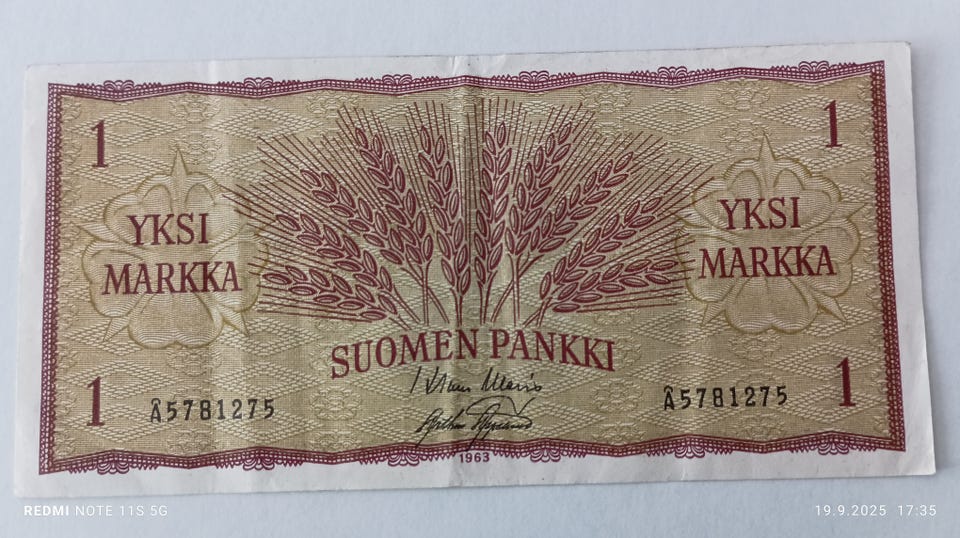 1
1
YKSI
MARKKA
YKSI
MARKKA
SUOMEN PANKKI
1
1
Â5781275
Â5781275
1963
REDMI NOTE 11S 5G
19.9.2025 17:35